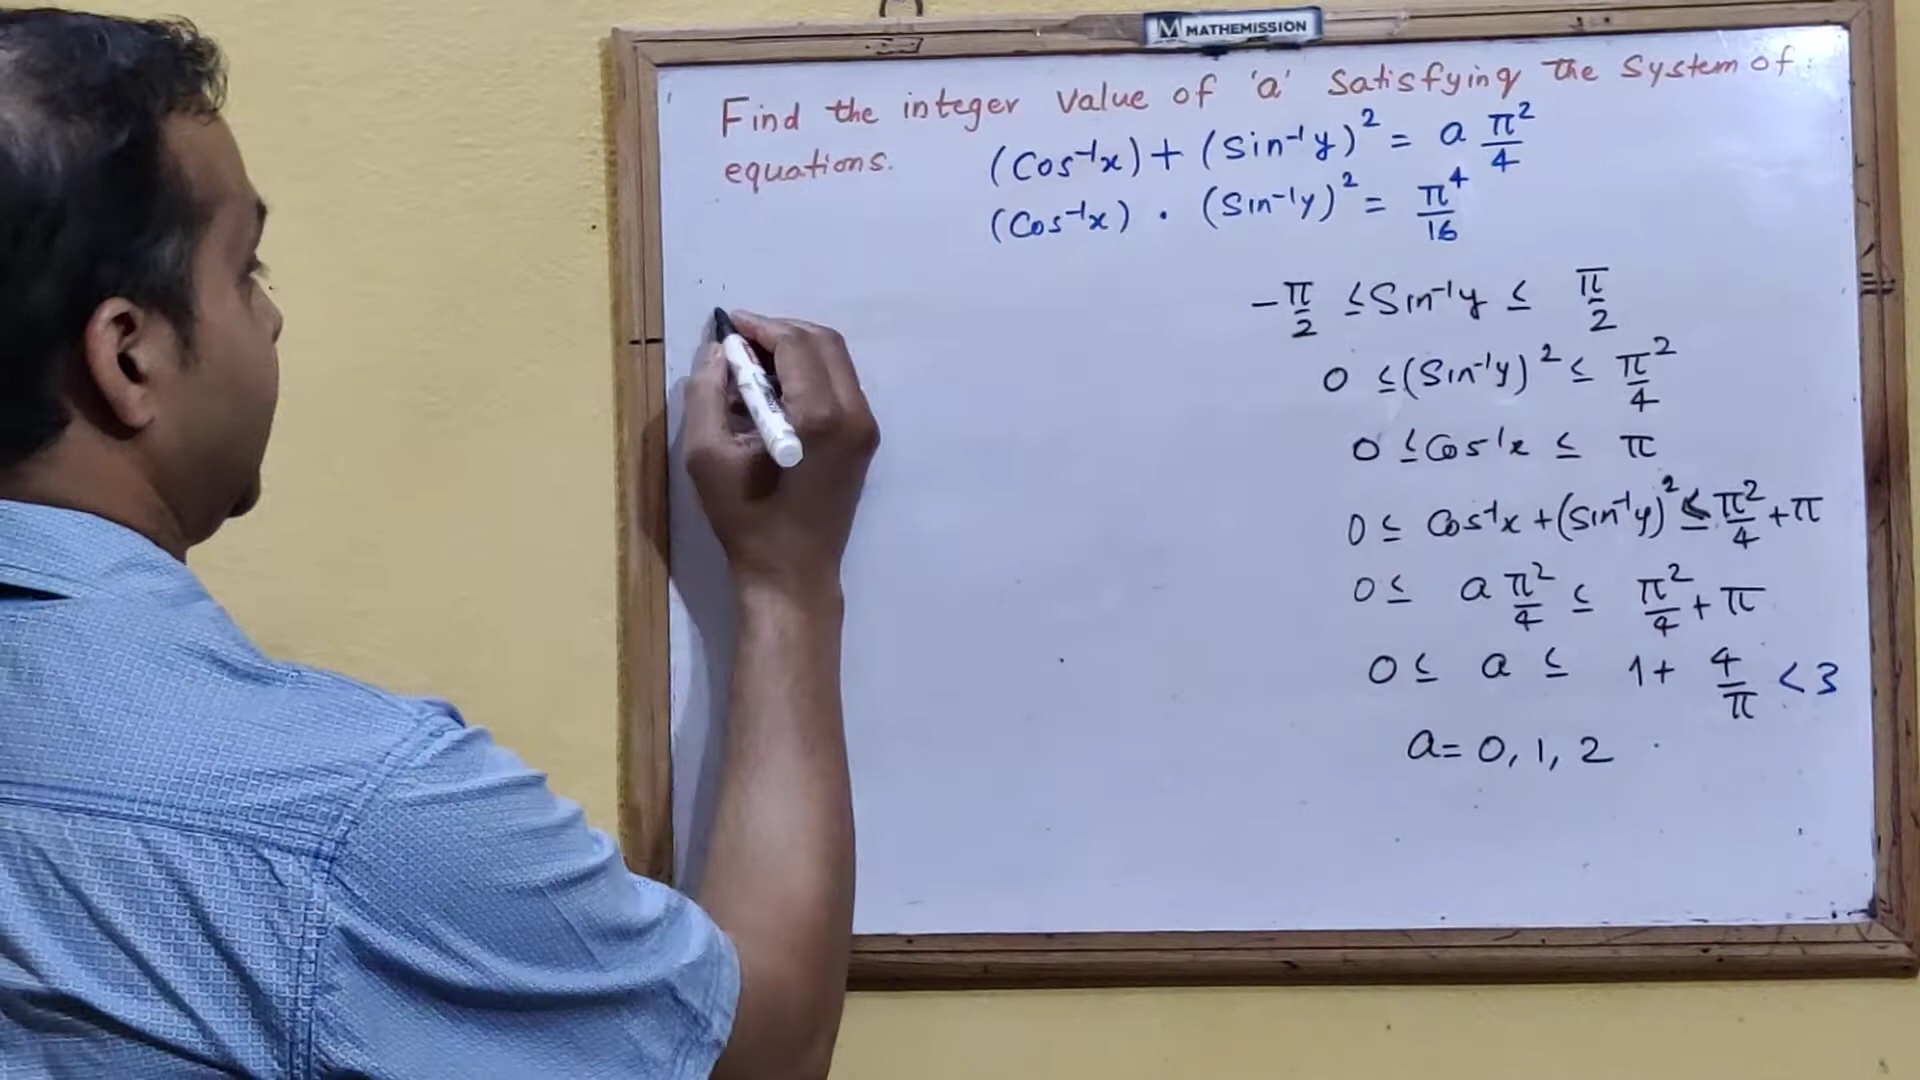 MATHEMISSION
Find the integer value of 'a' satisfying the system of
equations.
(Cos⁻¹x) + (Sin⁻¹y)² = a π²/4
(Cos⁻¹x) . (Sin⁻¹y)² = π⁴/16
-π/2 ≤ Sin⁻¹y ≤ π/2
0 ≤ (Sin⁻¹y)² ≤ π²/4
0 ≤ Cos⁻¹x ≤ π
0 ≤ Cos⁻¹x + (Sin⁻¹y)² ≤ π²/4 + π
0 ≤ a π²/4 ≤ π²/4 + π
0 ≤ a ≤ 1 + 4/π < 3
a = 0, 1, 2